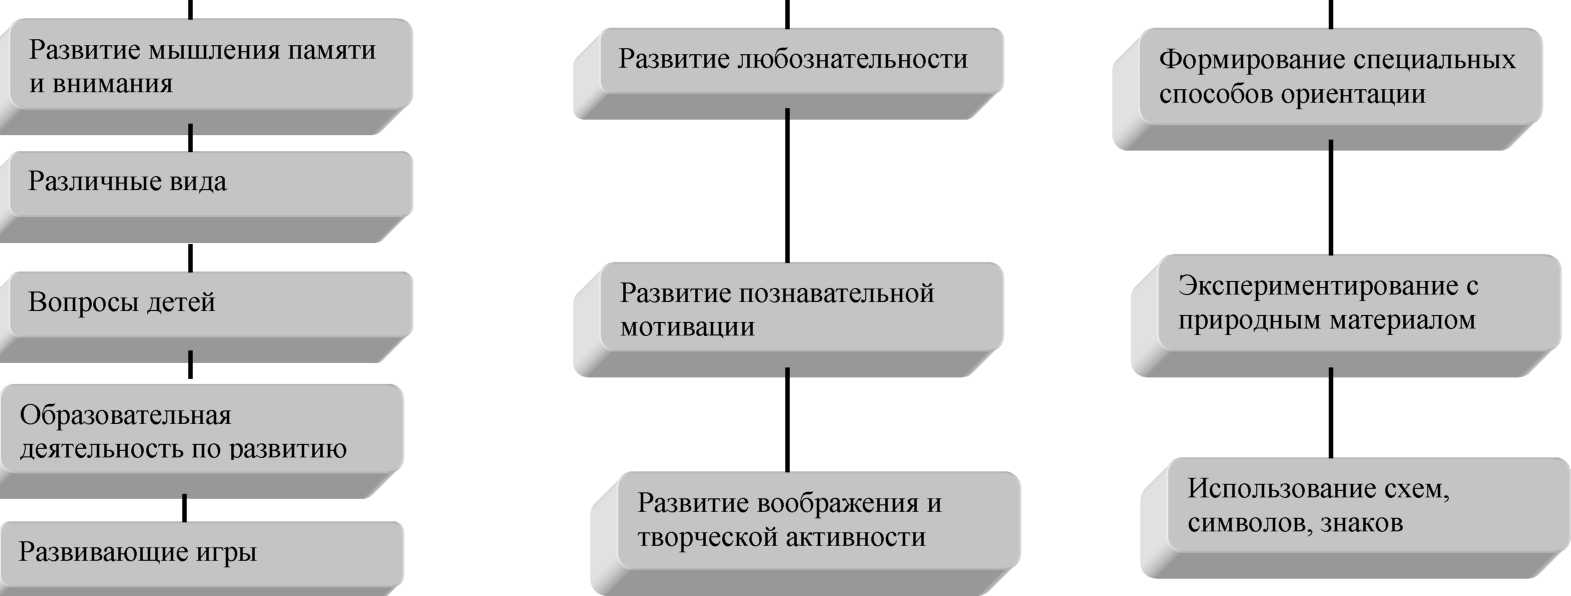 Развитие мышления памяти
и внимания
Различные вида
Вопросы детей
Образовательная
деятельность по развитию
Развивающие игры
Развитие любознательности
Развитие познавательной
мотивации
Развитие воображения и
творческой активности
Формирование специальных
способов ориентации
Экспериментирование с
природным материалом
Использование схем,
символов, знаков